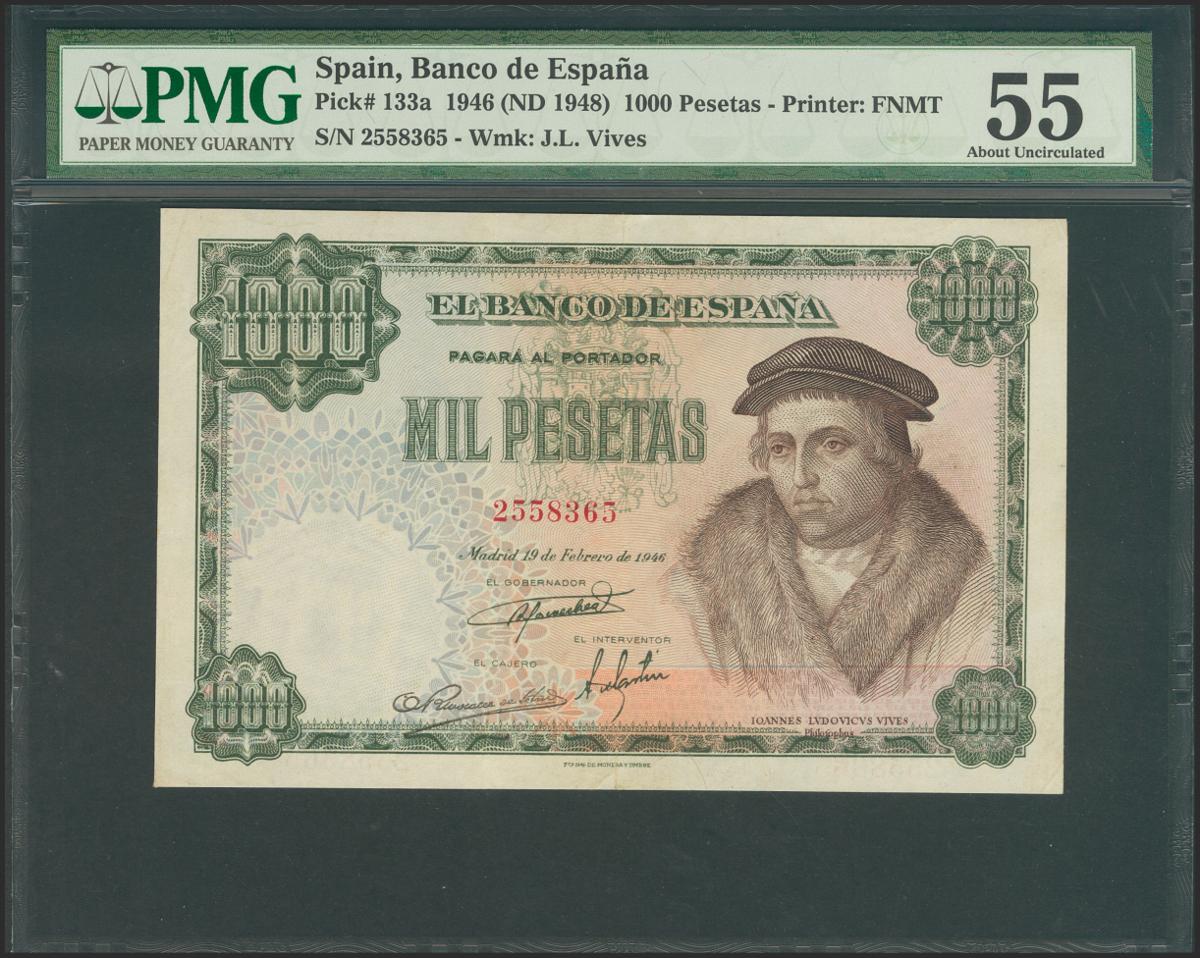 PMG
PAPER MONEY GUARANTY
Spain, Banco de España
Pick# 133a 1946 (ND 1948) 1000 Pesetas - Printer: FNMT
S/N 2558365 - Wmk: J.L. Vives
55
About Uncirculated
1000
1000
EL BANCO DE ESPAÑA
PAGARÁ AL PORTADOR
MIL PESETAS
2558365
Madrid 19 de Febrero de 1946
EL GOBERNADOR
EL INTERVENTOR
EL CAJERO
1000
1000
IOANNES LVDOVICVS VIVES
Philosophus